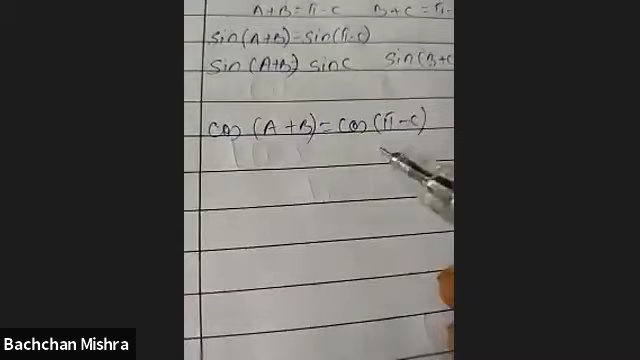 A+B=π-C B+C=π-
sin(A+B)=sin(π-C)
sin(A+B) sinC sin(B+C
cos (A+B)=cos(π-C)
Bachchan Mishra